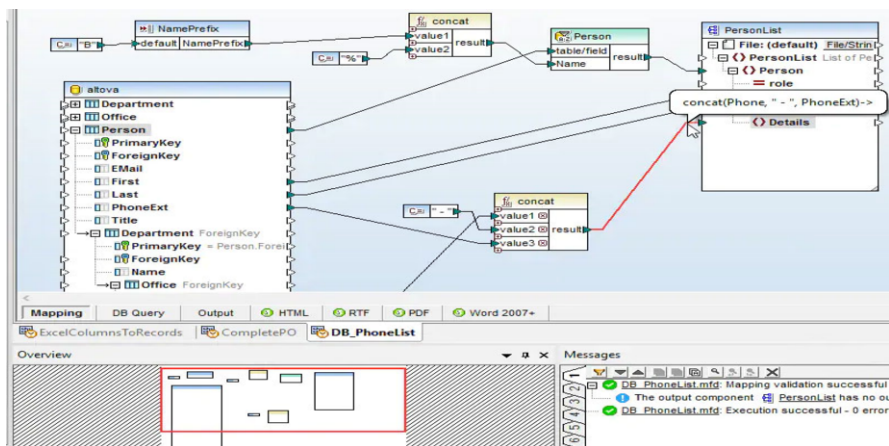 NamePrefix
default NamePrefix
"B"
concat
value1
value2
result
"%"
Person
table/field
Name
result
PersonList
File: (default) File/Strin
PersonList List of Pe
Person
role
concat(Phone, " - ", PhoneExt)->
Details
altova
Department
Office
Person
PrimaryKey
ForeignKey
EMail
First
Last
PhoneExt
Title
Department ForeignKey
PrimaryKey = Person.Forei
ForeignKey
Name
Office ForeignKey
concat
" - "
value1
value2
value3
result
Mapping DB Query Output HTML RTF PDF Word 2007+
ExcelColumnsToRecords CompletePO DB_PhoneList
Overview
Messages
DB_PhoneList.mfd: Mapping validation successful
The output component PersonList has no ou
DB_PhoneList.mfd: Execution successful - 0 error